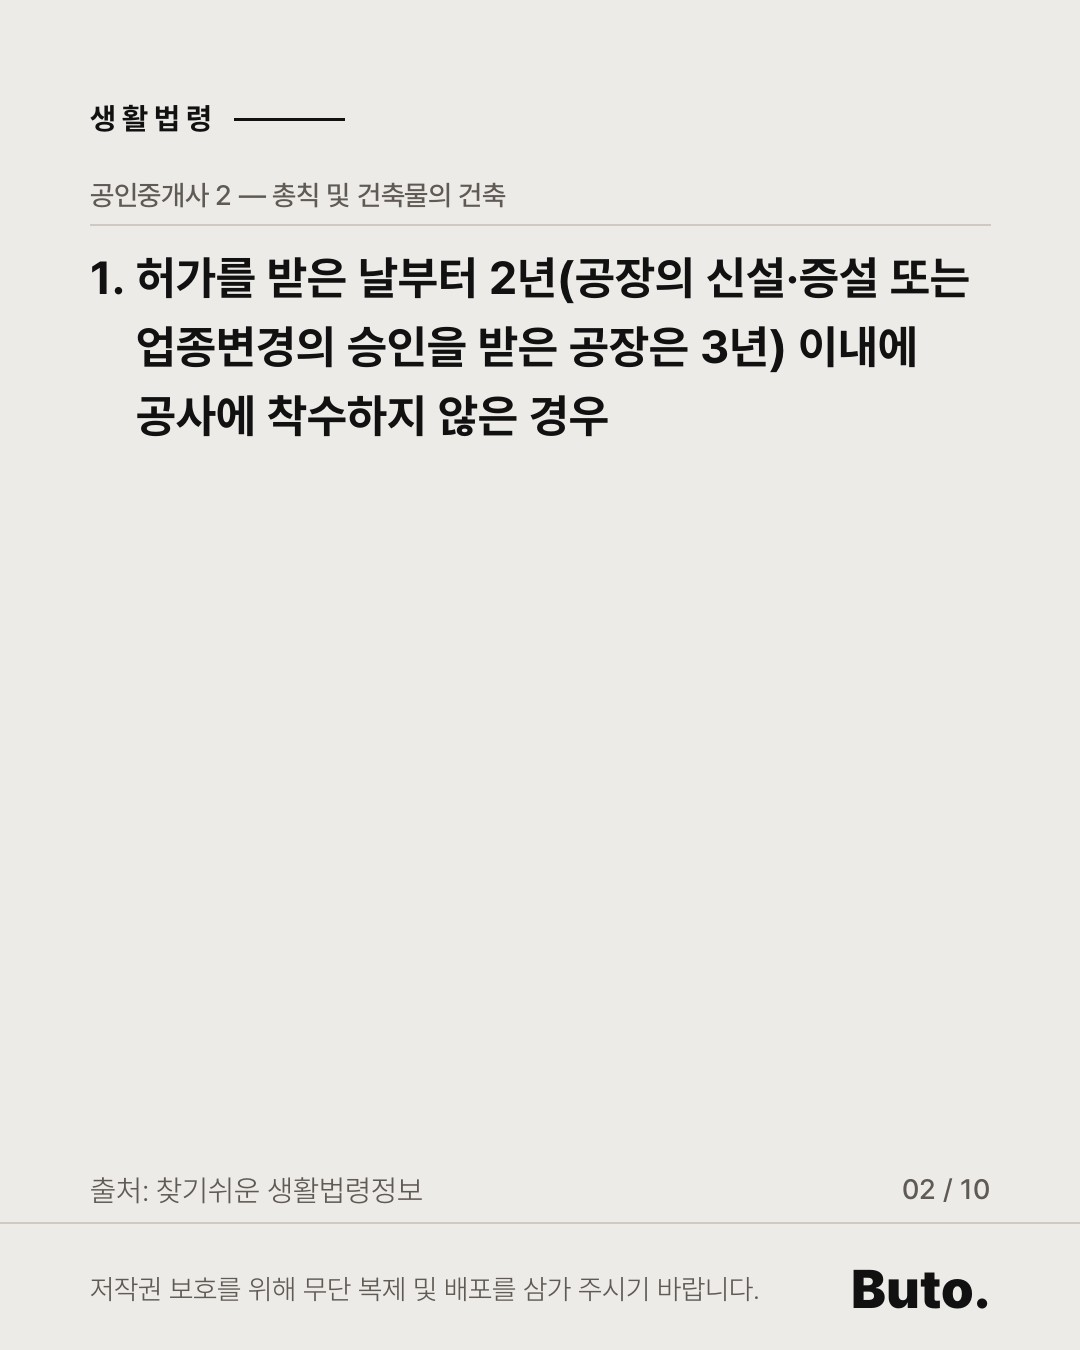 생활법령
공인중개사 2 — 총칙 및 건축물의 건축
1. 허가를 받은 날부터 2년(공장의 신설·증설 또는
업종변경의 승인을 받은 공장은 3년) 이내에
공사에 착수하지 않은 경우
출처: 찾기쉬운 생활법령정보
02 / 10
저작권 보호를 위해 무단 복제 및 배포를 삼가 주시기 바랍니다.
Buto.